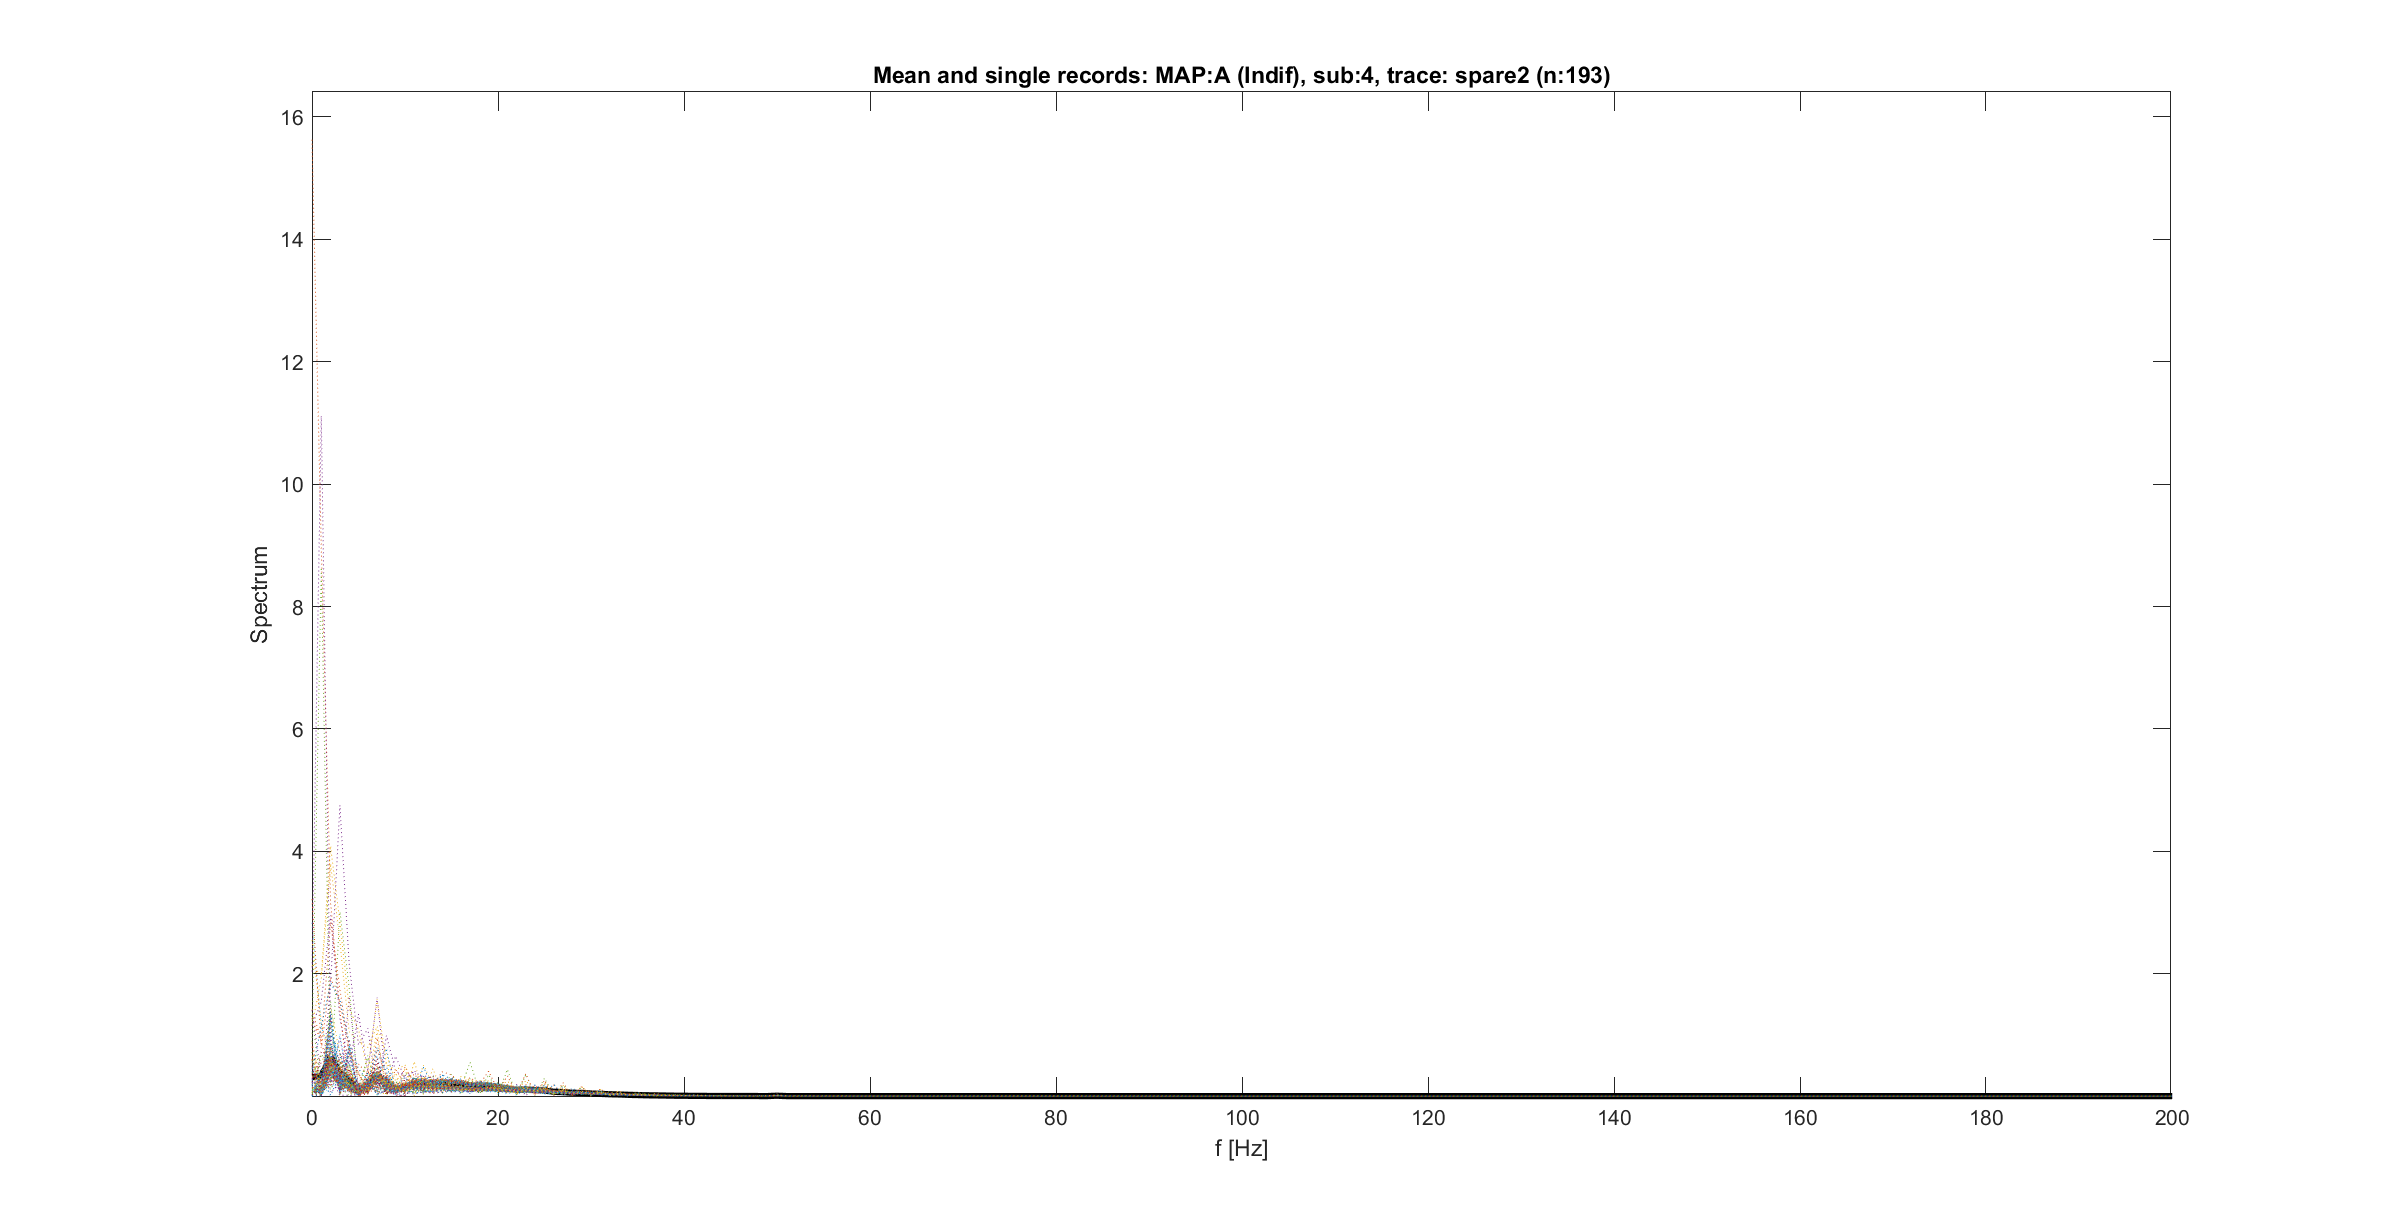 Mean and single records: MAP:A (Indif), sub:4, trace: spare2 (n:193)
16
14
12
10
8
6
4
2
Spectrum
0 20 40 60 80 100 120 140 160 180 200
f [Hz]